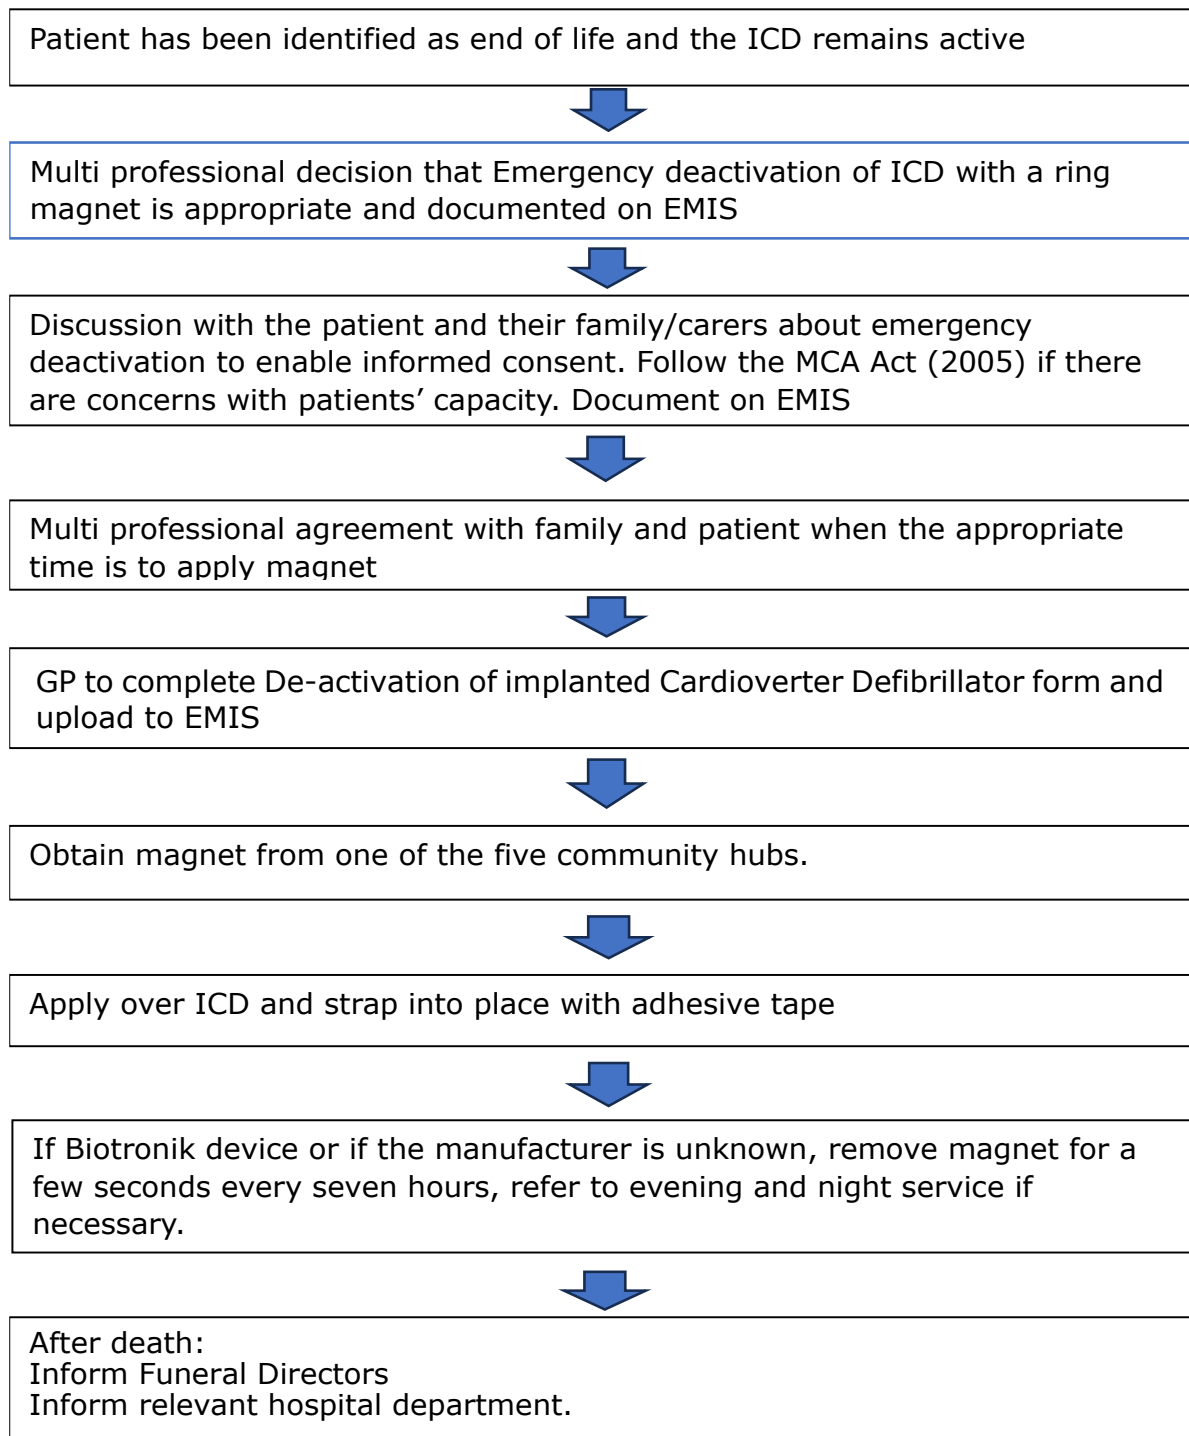 Patient has been identified as end of life and the ICD remains active
Multi professional decision that Emergency deactivation of ICD with a ring
magnet is appropriate and documented on EMIS
Discussion with the patient and their family/carers about emergency
deactivation to enable informed consent. Follow the MCA Act (2005) if there
are concerns with patients’ capacity. Document on EMIS
Multi professional agreement with family and patient when the appropriate
time is to apply magnet
GP to complete De-activation of implanted Cardioverter Defibrillator form and
upload to EMIS
Obtain magnet from one of the five community hubs.
Apply over ICD and strap into place with adhesive tape
If Biotronik device or if the manufacturer is unknown, remove magnet for a
few seconds every seven hours, refer to evening and night service if
necessary.
After death:
Inform Funeral Directors
Inform relevant hospital department.